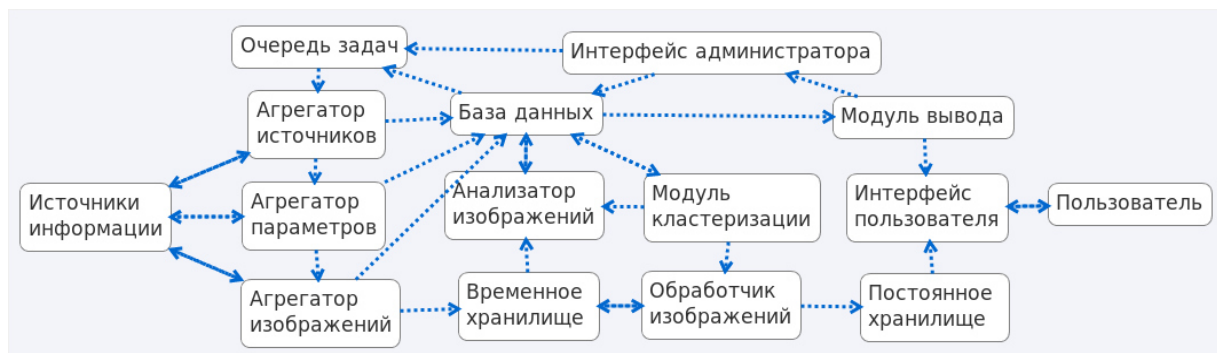 Очередь задач
Интерфейс администратора
Агрегатор
источников
База данных
Модуль вывода
Источники
информации
Агрегатор
параметров
Анализатор
изображений
Модуль
кластеризации
Интерфейс
пользователя
Пользователь
Агрегатор
изображений
Временное
хранилище
Обработчик
изображений
Постоянное
хранилище